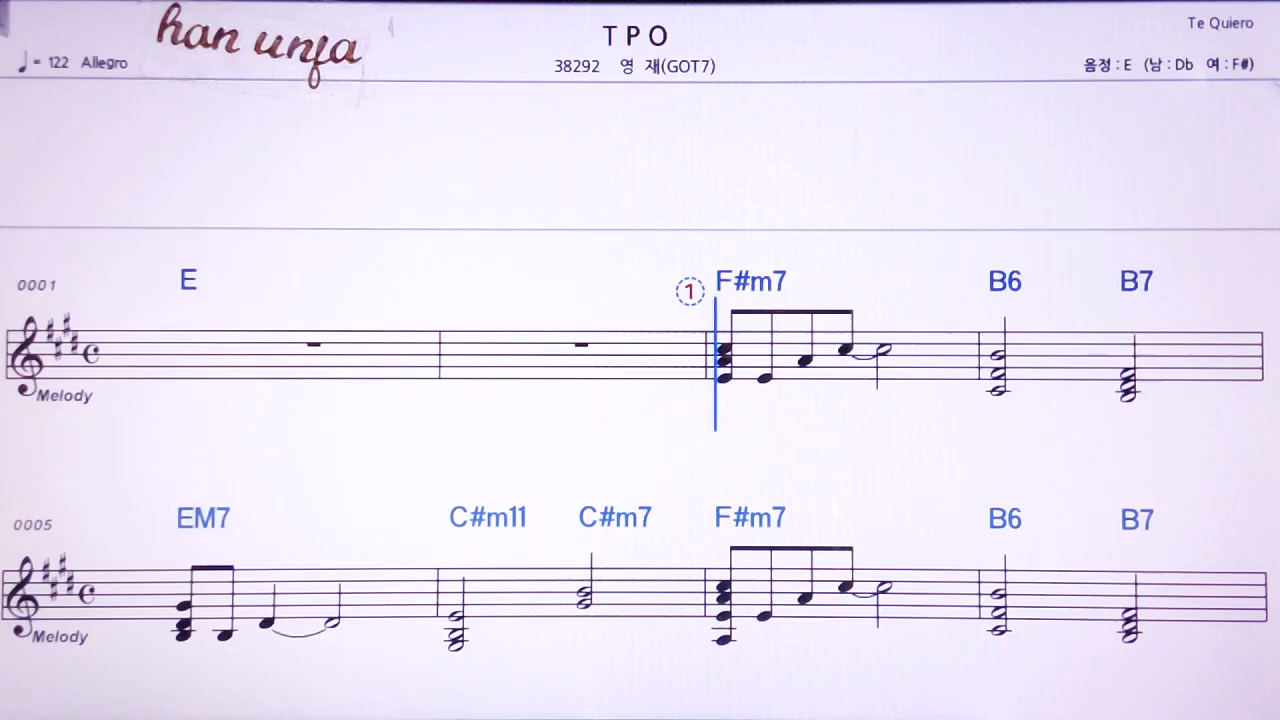 han unfa
T P O
Te Quiero
♩ = 122 Allegro
38292 영 재(GOT7)
음정 : E (남 : Db 여 : F#)
0001
E
1
F#m7
B6
B7
Melody
0005
EM7
C#m11
C#m7
F#m7
B6
B7
Melody